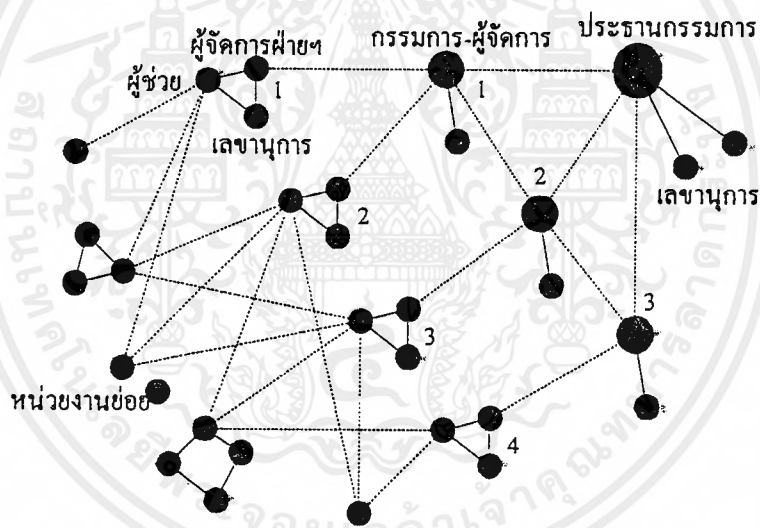 ประธานกรรมการ
ผู้จัดการฝ่ายฯ
กรรมการ-ผู้จัดการ
ผู้ช่วย
1
1
เลขานุการ
เลขานุการ
2
2
3
3
หน่วยงานย่อย
4